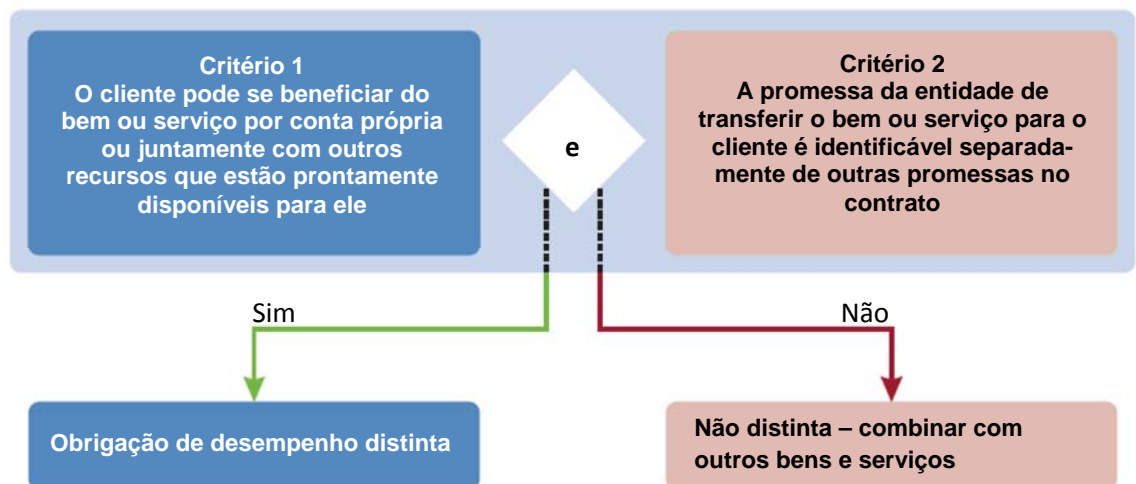 Critério 1
O cliente pode se beneficiar do
bem ou serviço por conta própria
ou juntamente com outros
recursos que estão prontamente
disponíveis para ele
e
Critério 2
A promessa da entidade de
transferir o bem ou serviço para o
cliente é identificável separada-
mente de outras promessas no
contrato
Sim
Não
Obrigação de desempenho distinta
Não distinta – combinar com
outros bens e serviços